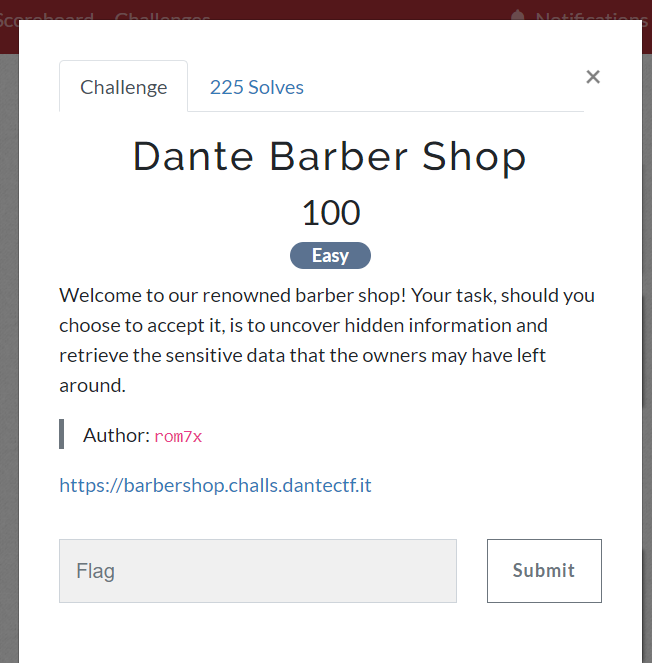 Scoreboard Challenges Notifications
Challenge 225 Solves ×
Dante Barber Shop
100
Easy
Welcome to our renowned barber shop! Your task, should you
choose to accept it, is to uncover hidden information and
retrieve the sensitive data that the owners may have left
around.
Author: rom7x
https://barbershop.challs.dantectf.it
Flag Submit